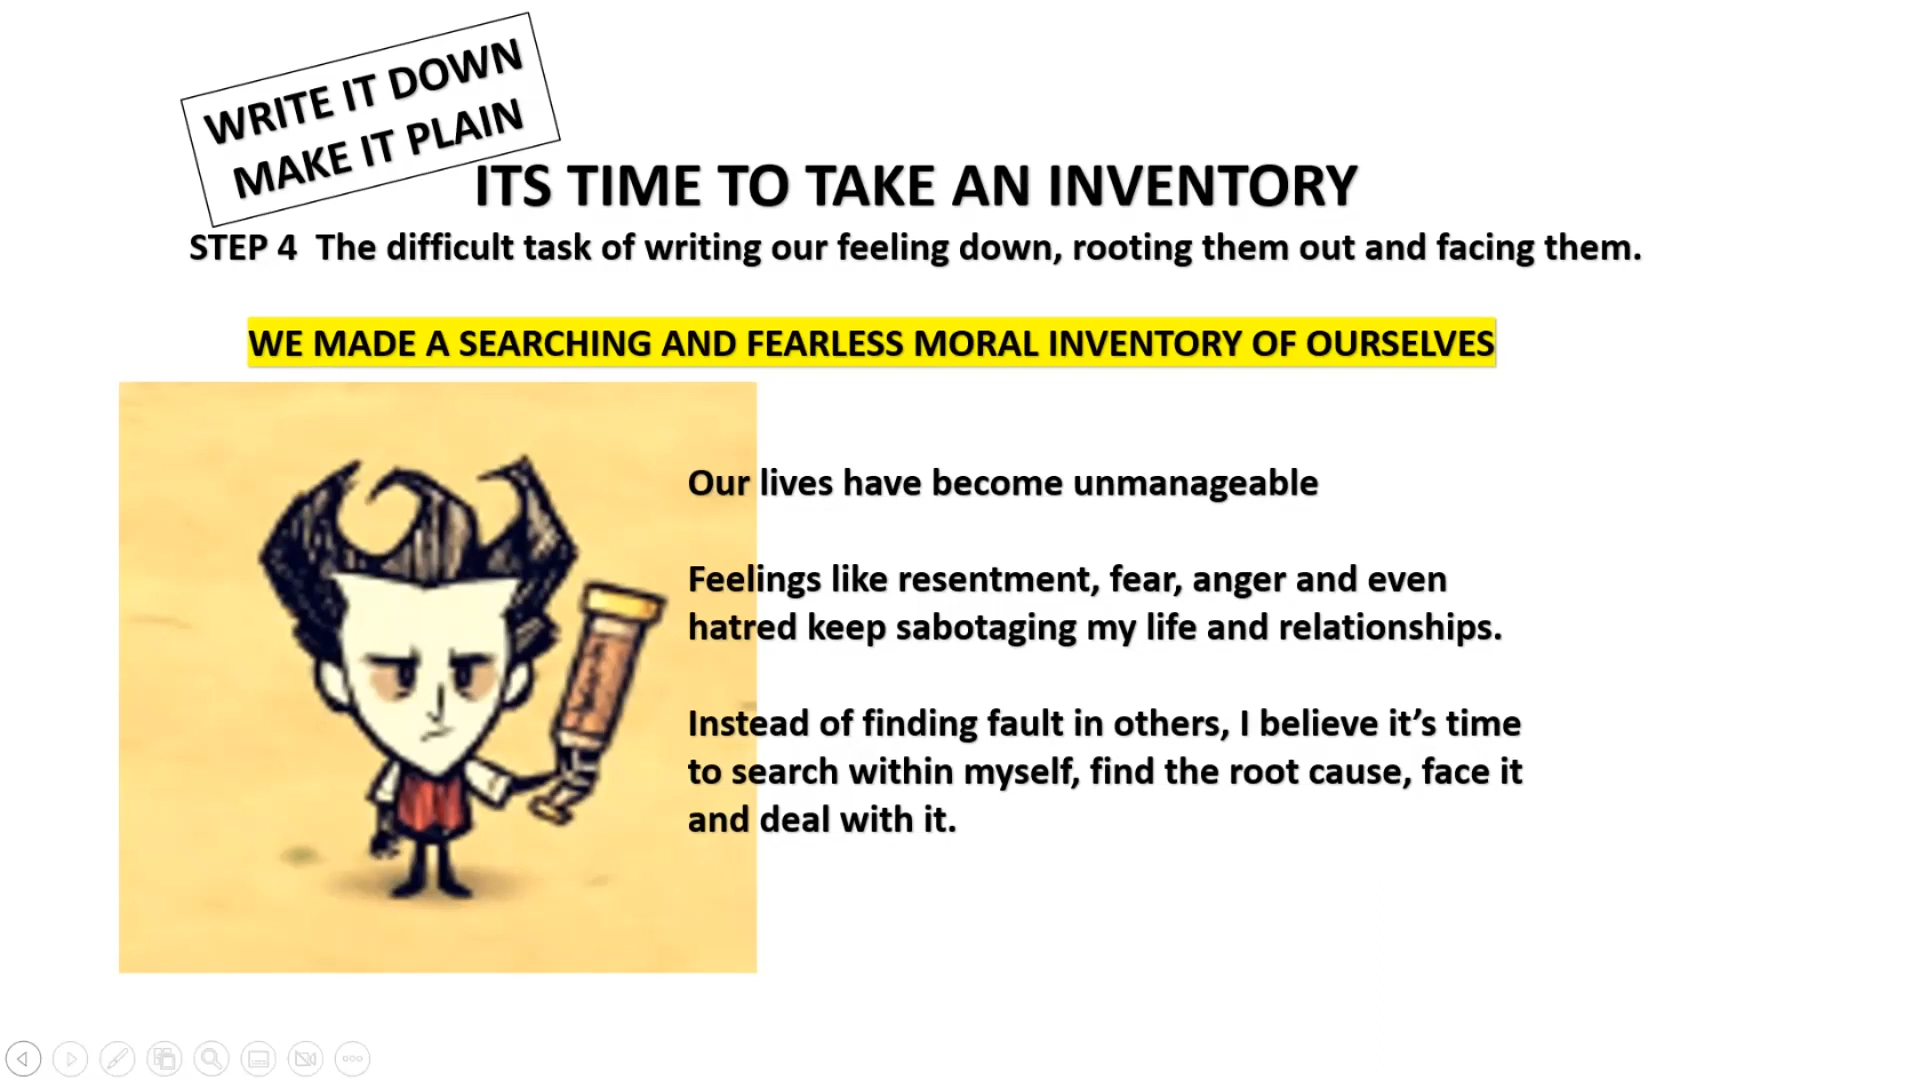 WRITE IT DOWN
MAKE IT PLAIN
ITS TIME TO TAKE AN INVENTORY
STEP 4  The difficult task of writing our feeling down, rooting them out and facing them.
WE MADE A SEARCHING AND FEARLESS MORAL INVENTORY OF OURSELVES
Our lives have become unmanageable
Feelings like resentment, fear, anger and even
hatred keep sabotaging my life and relationships.
Instead of finding fault in others, I believe it’s time
to search within myself, find the root cause, face it
and deal with it.